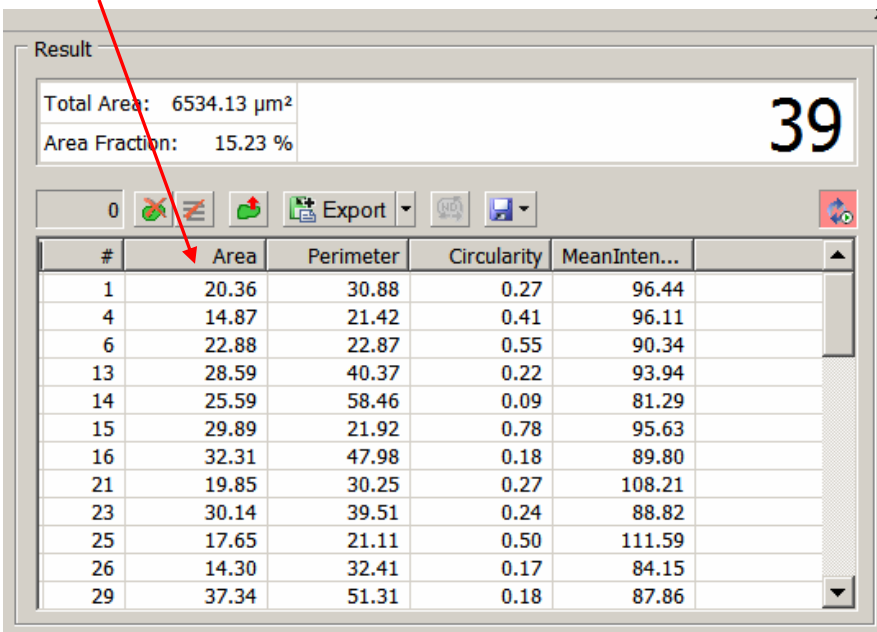 Result
Total Area: 6534.13 µm²
39
Area Fraction: 15.23 %
0 Export
# Area Perimeter Circularity MeanInten...
1 20.36 30.88 0.27 96.44
4 14.87 21.42 0.41 96.11
6 22.88 22.87 0.55 90.34
13 28.59 40.37 0.22 93.94
14 25.59 58.46 0.09 81.29
15 29.89 21.92 0.78 95.63
16 32.31 47.98 0.18 89.80
21 19.85 30.25 0.27 108.21
23 30.14 39.51 0.24 88.82
25 17.65 21.11 0.50 111.59
26 14.30 32.41 0.17 84.15
29 37.34 51.31 0.18 87.86